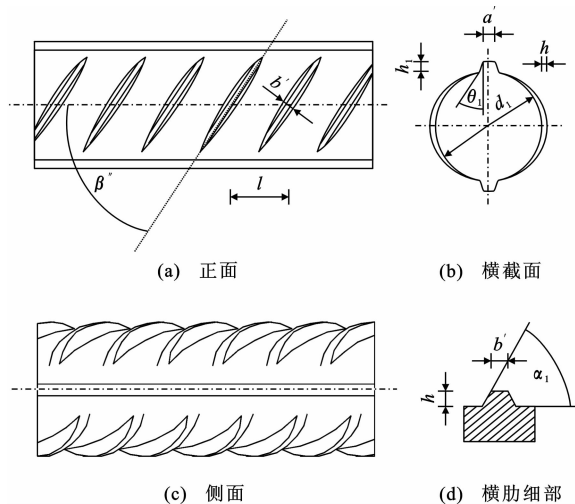 a′
h
h₁
θ₁
d₁
b′
β″
l
(a) 正面
(b) 横截面
b′
α₁
h
(c) 侧面
(d) 横肋细部